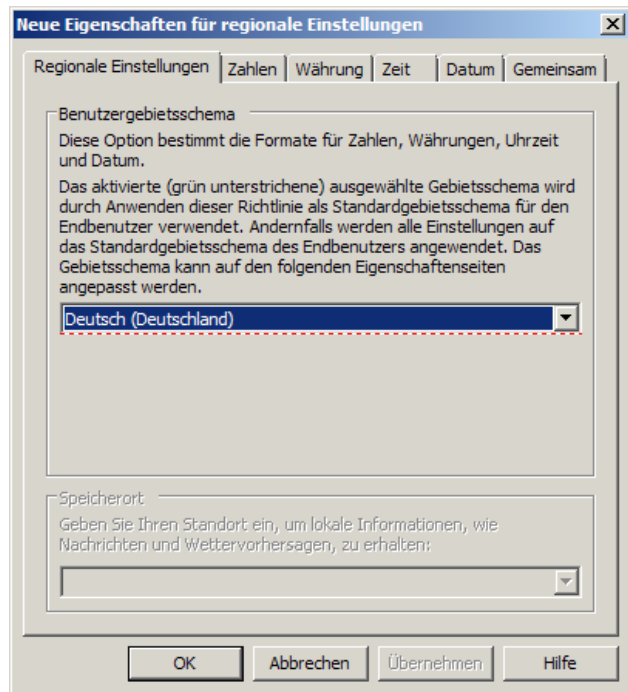 Neue Eigenschaften für regionale Einstellungen
Regionale Einstellungen
Zahlen
Währung
Zeit
Datum
Gemeinsam
Benutzergebietsschema
Diese Option bestimmt die Formate für Zahlen, Währungen, Uhrzeit
und Datum.
Das aktivierte (grün unterstrichene) ausgewählte Gebietsschema wird
durch Anwenden dieser Richtlinie als Standardgebietsschema für den
Endbenutzer verwendet. Andernfalls werden alle Einstellungen auf
das Standardgebietsschema des Endbenutzers angewendet. Das
Gebietsschema kann auf den folgenden Eigenschaftenseiten
angepasst werden.
Deutsch (Deutschland)
Speicherort
Geben Sie Ihren Standort ein, um lokale Informationen, wie
Nachrichten und Wettervorhersagen, zu erhalten:
OK
Abbrechen
Übernehmen
Hilfe